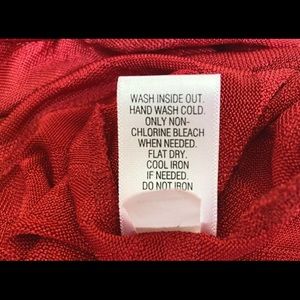 WASH INSIDE OUT.
HAND WASH COLD.
ONLY NON-
CHLORINE BLEACH
WHEN NEEDED.
FLAT DRY.
COOL IRON
IF NEEDED.
DO NOT IRON